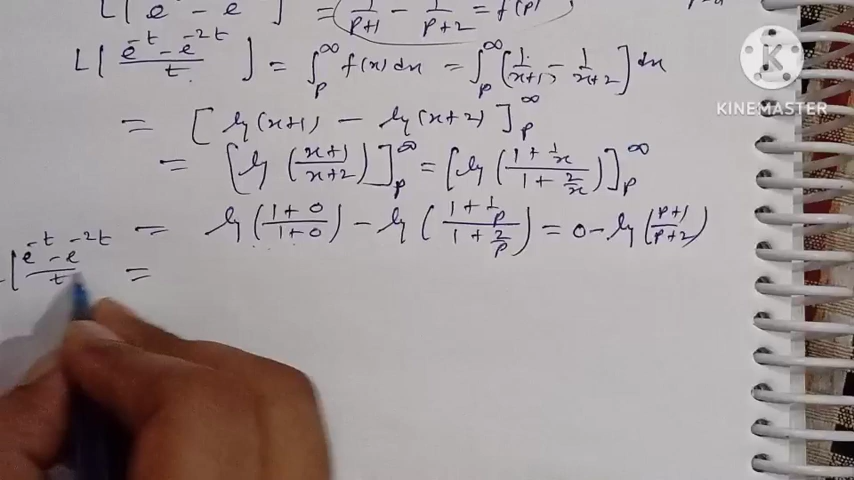 L[e^-t - e^-2t] = 1/(p+1) - 1/(p+2) = f(p)
L[(e^-t - e^-2t)/t] = ∫_p^∞ f(x) dx = ∫_p^∞ [1/(x+1) - 1/(x+2)] dx
KINEMASTER
= [log(x+1) - log(x+2)]_p^∞
= [log((x+1)/(x+2))]_p^∞ = [log((1+1/x)/(1+2/x))]_p^∞
= log((1+0)/(1+0)) - log((1+1/p)/(1+2/p)) = 0 - log((p+1)/(p+2))
L[(e^-t - e^-2t)/t =